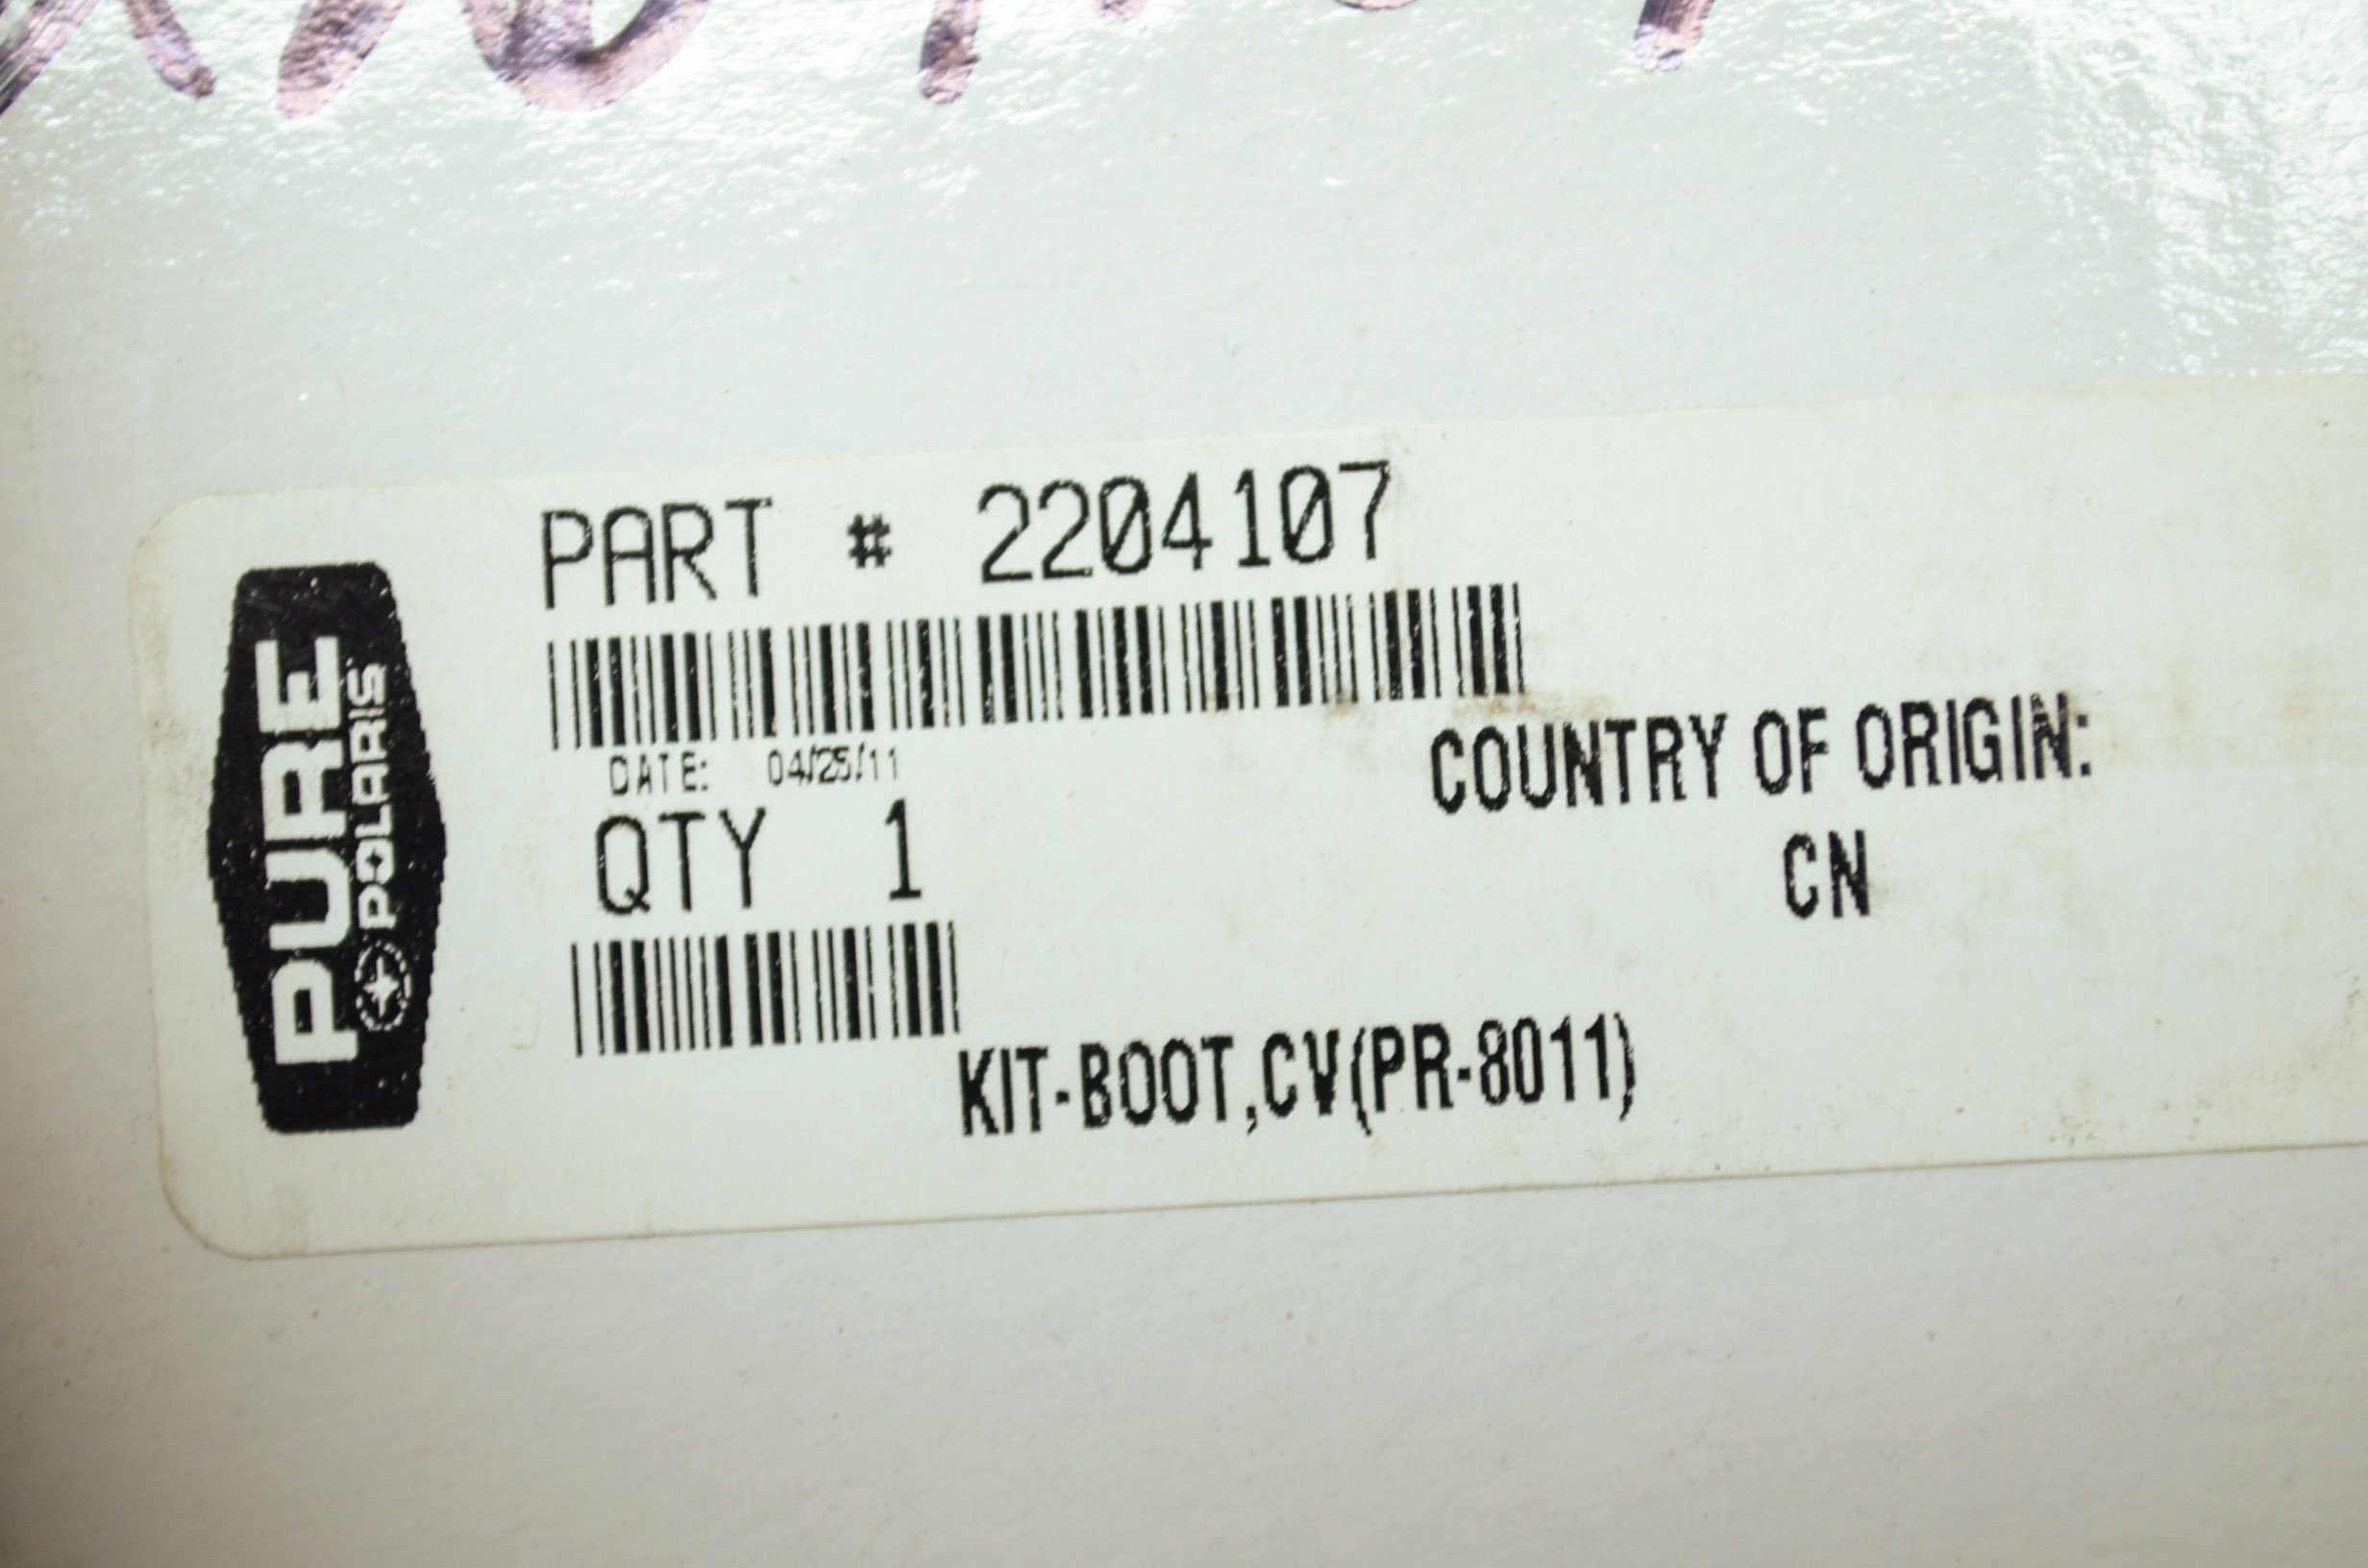 PART # 2204107
DATE: 04/25/11
QTY 1
COUNTRY OF ORIGIN:
CN
KIT-BOOT,CV(PR-8011)
PURE
POLARIS